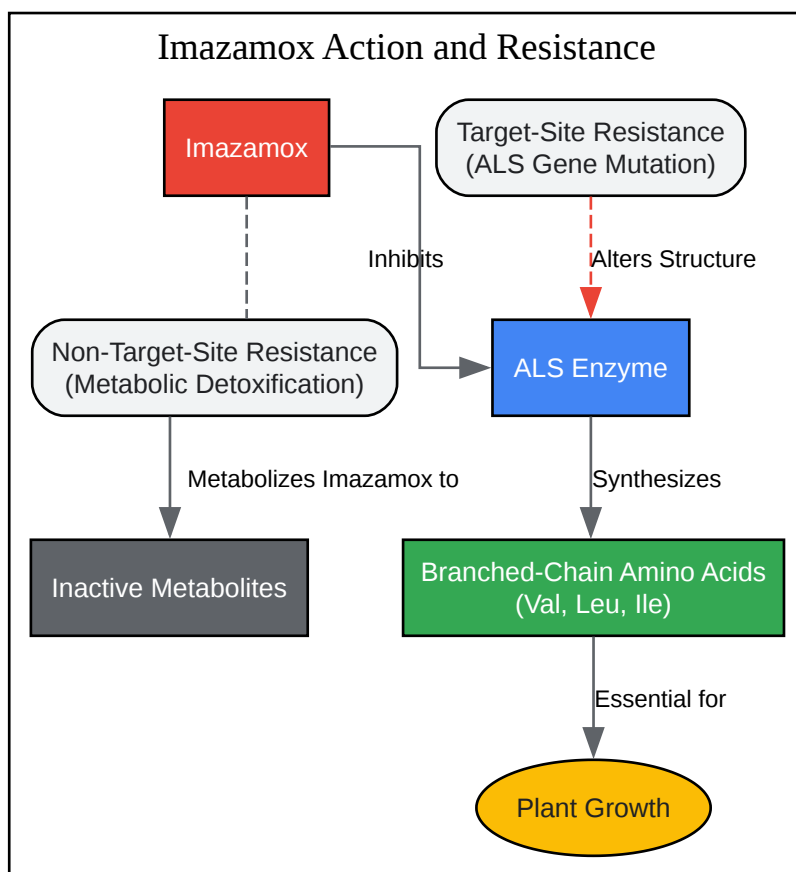 Imazamox Action and Resistance
Imazamox
Target-Site Resistance
(ALS Gene Mutation)
Inhibits
Alters Structure
Non-Target-Site Resistance
(Metabolic Detoxification)
ALS Enzyme
Metabolizes Imazamox to
Synthesizes
Inactive Metabolites
Branched-Chain Amino Acids
(Val, Leu, Ile)
Essential for
Plant Growth